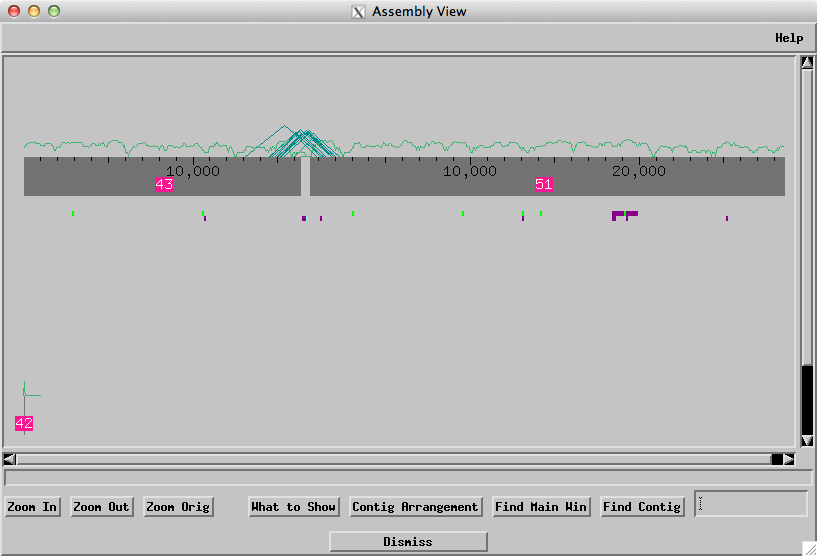 Assembly View
Help
10,000 10,000 20,000
43 51
42
Zoom In Zoom Out Zoom Orig What to Show Contig Arrangement Find Main Win Find Contig
Dismiss